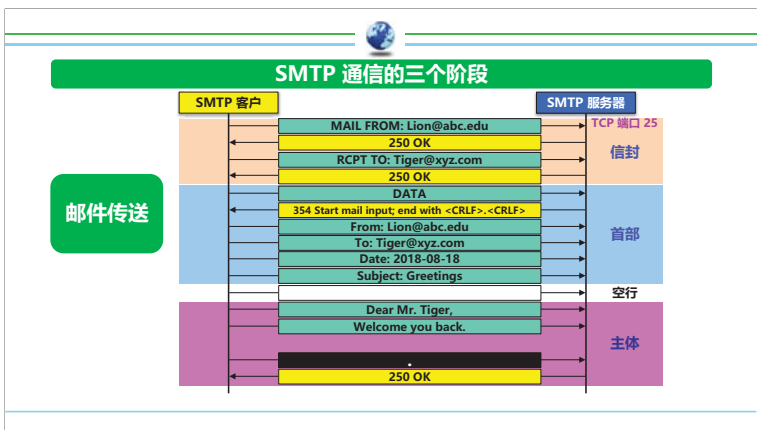 SMTP 通信的三个阶段
SMTP 客户
SMTP 服务器
MAIL FROM: Lion@abc.edu
TCP 端口 25
250 OK
信封
RCPT TO: Tiger@xyz.com
250 OK
邮件传送
DATA
354 Start mail input; end with <CRLF>.<CRLF>
From: Lion@abc.edu
首部
To: Tiger@xyz.com
Date: 2018-08-18
Subject: Greetings
空行
Dear Mr. Tiger,
Welcome you back.
主体
.
250 OK